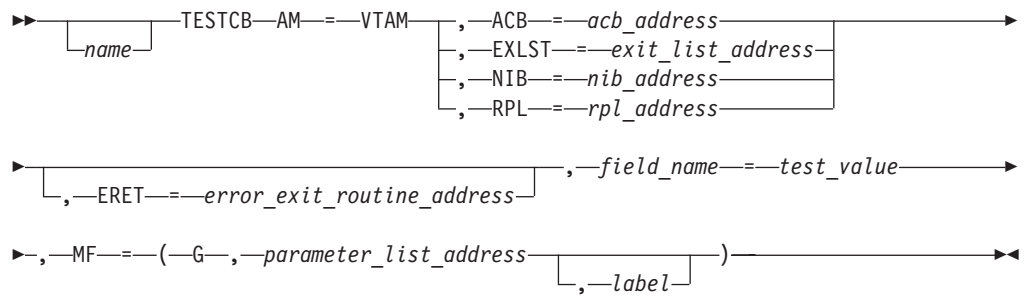 TESTCB AM = VTAM , ACB = acb_address
name , EXLST = exit_list_address
, NIB = nib_address
, RPL = rpl_address
, field_name = test_value
, ERET = error_exit_routine_address
, MF = ( G , parameter_list_address )
, label